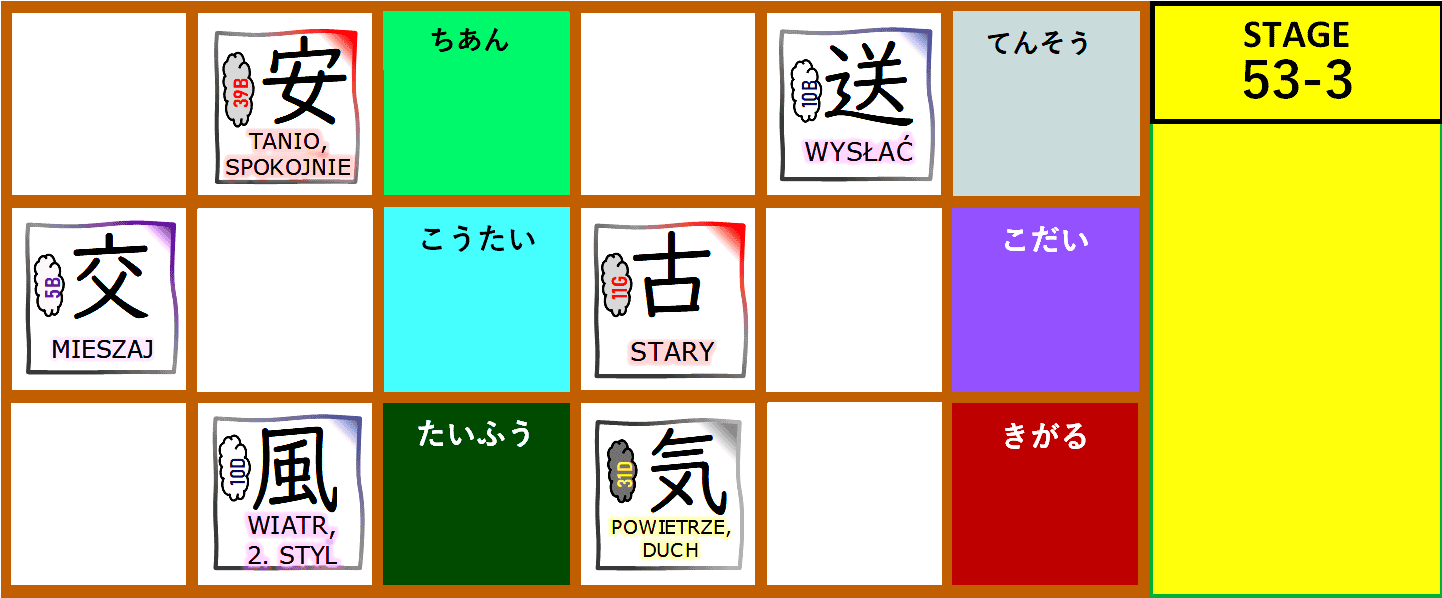 39B
安
TANIO,
SPOKOJNIE
ちあん
10B
送
WYSŁAĆ
てんそう
STAGE
53-3
5B
交
MIESZAJ
こうたい
11G
古
STARY
こだい
10D
風
WIATR,
2. STYL
たいふう
31D
気
POWIETRZE,
DUCH
きがる